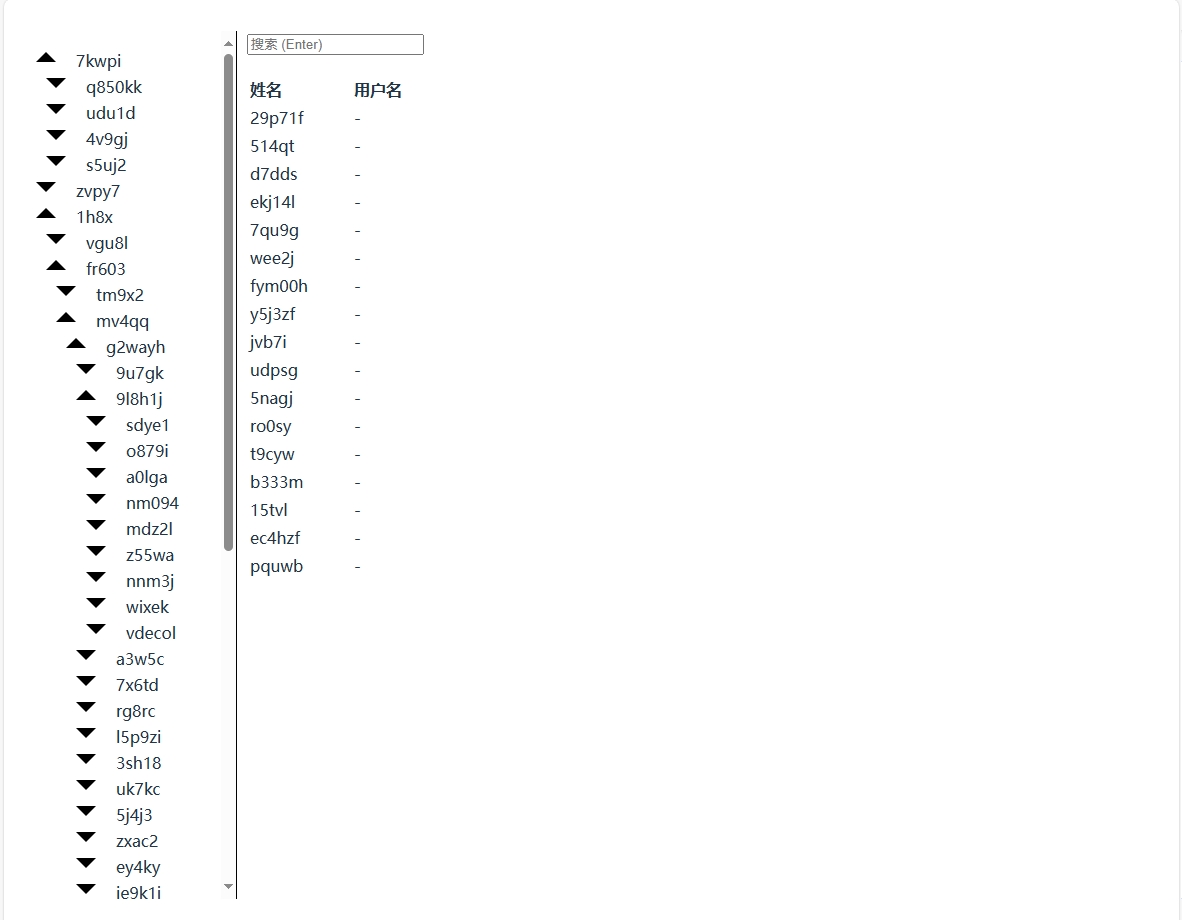 7kwpi
q850kk
udu1d
4v9gj
s5uj2
zvpy7
1h8x
vgu8l
fr603
tm9x2
mv4qq
g2wayh
9u7gk
9l8h1j
sdye1
o879i
a0lga
nm094
mdz2l
z55wa
nnm3j
wixek
vdecol
a3w5c
7x6td
rg8rc
l5p9zi
3sh18
uk7kc
5j4j3
zxac2
ey4ky
ie9k1i
搜索 (Enter)
姓名 用户名
29p71f -
514qt -
d7dds -
ekj14l -
7qu9g -
wee2j -
fym00h -
y5j3zf -
jvb7i -
udpsg -
5nagj -
ro0sy -
t9cyw -
b333m -
15tvl -
ec4hzf -
pquwb -